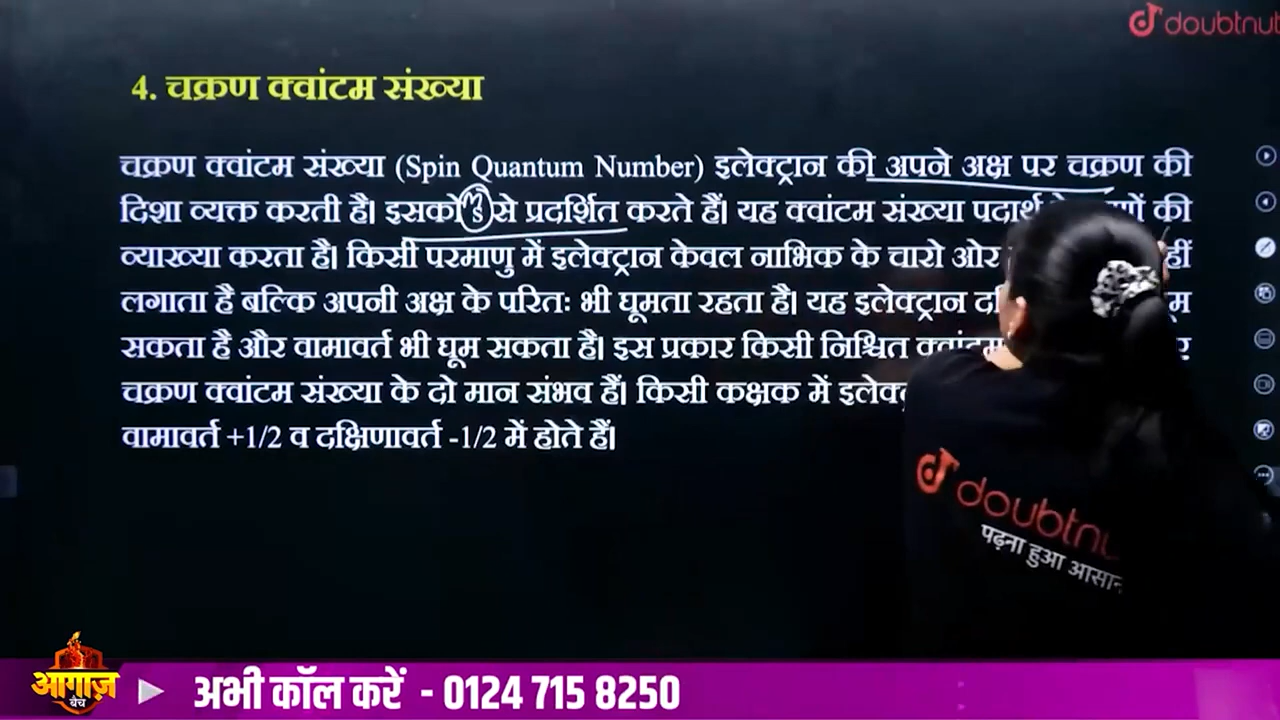 doubtnut
4. चक्रण क्वांटम संख्या
चक्रण क्वांटम संख्या (Spin Quantum Number) इलेक्ट्रान की अपने अक्ष पर चक्रण की
दिशा व्यक्त करती है। इसको s से प्रदर्शित करते हैं। यह क्वांटम संख्या पदार्थ की
व्याख्या करता है। किसी परमाणु में इलेक्ट्रान केवल नाभिक के चारो ओर
लगाता है बल्कि अपनी अक्ष के परितः भी घूमता रहता है। यह इलेक्ट्रान
सकता है और वामावर्त भी घूम सकता है। इस प्रकार किसी निश्चित क्वांटम
चक्रण क्वांटम संख्या के दो मान संभव हैं। किसी कक्षक में
वामावर्त +1/2 व दक्षिणावर्त -1/2 में होते हैं।
doubtnu
पढ़ना हुआ आसान
आगाज़
बैच
अभी कॉल करें - 0124 715 8250